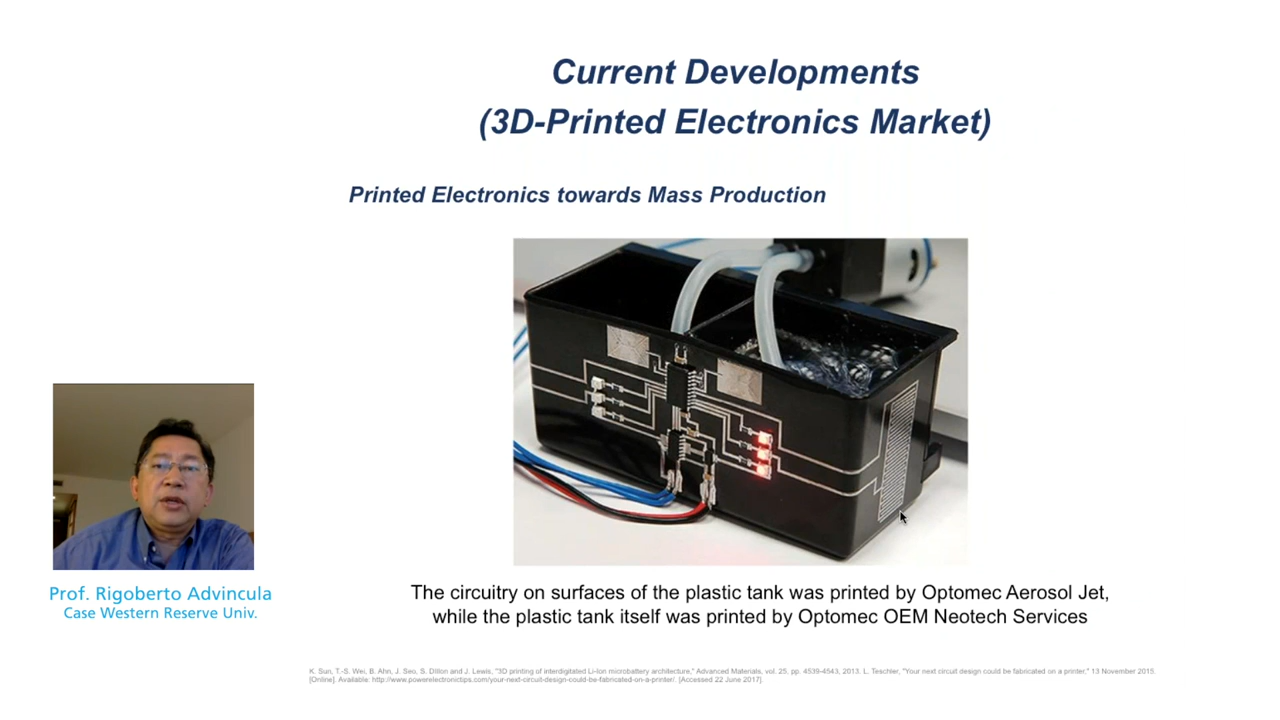 Current Developments
(3D-Printed Electronics Market)
Printed Electronics towards Mass Production
Prof. Rigoberto Advincula
Case Western Reserve Univ.
The circuitry on surfaces of the plastic tank was printed by Optomec Aerosol Jet,
while the plastic tank itself was printed by Optomec OEM Neotech Services
K. Sun, T.-S. Wei, B. Ahn, J. Seo, S. Dillon and J. Lewis, "3D printing of interdigitated Li-Ion microbattery architecture," Advanced Materials, vol. 25, pp. 4539-4543, 2013. L. Teschler, "Your next circuit design could be fabricated on a printer," 13 November 2015.
[Online]. Available: http://www.powerelectronictips.com/your-next-circuit-design-could-be-fabricated-on-a-printer/. [Accessed 22 June 2017].